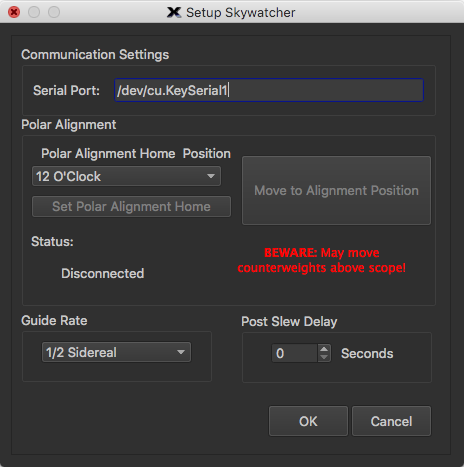 Setup Skywatcher
Communication Settings
Serial Port: /dev/cu.KeySerial1
Polar Alignment
Polar Alignment Home Position
12 O'Clock
Move to Alignment Position
Set Polar Alignment Home
Status:
Disconnected
BEWARE: May move
counterweights above scope!
Guide Rate
1/2 Sidereal
Post Slew Delay
0 Seconds
OK Cancel